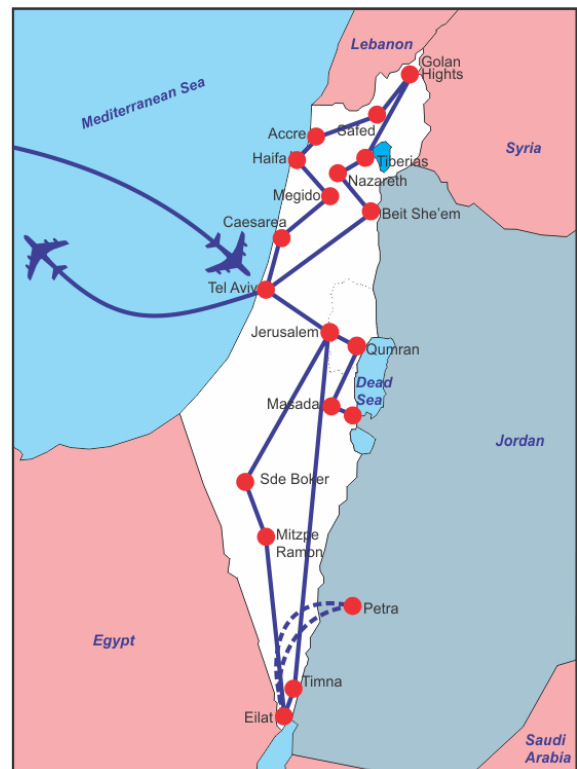 Lebanon
Golan
Hights
Mediterranean Sea
Accre
Safed
Syria
Haifa
Tiberias
Nazareth
Megido
Beit She'em
Caesarea
Tel Aviv
Jerusalem
Qumran
Dead
Sea
Masada
Jordan
Sde Boker
Mitzpe
Ramon
Petra
Egypt
Timna
Eilat
Saudi
Arabia